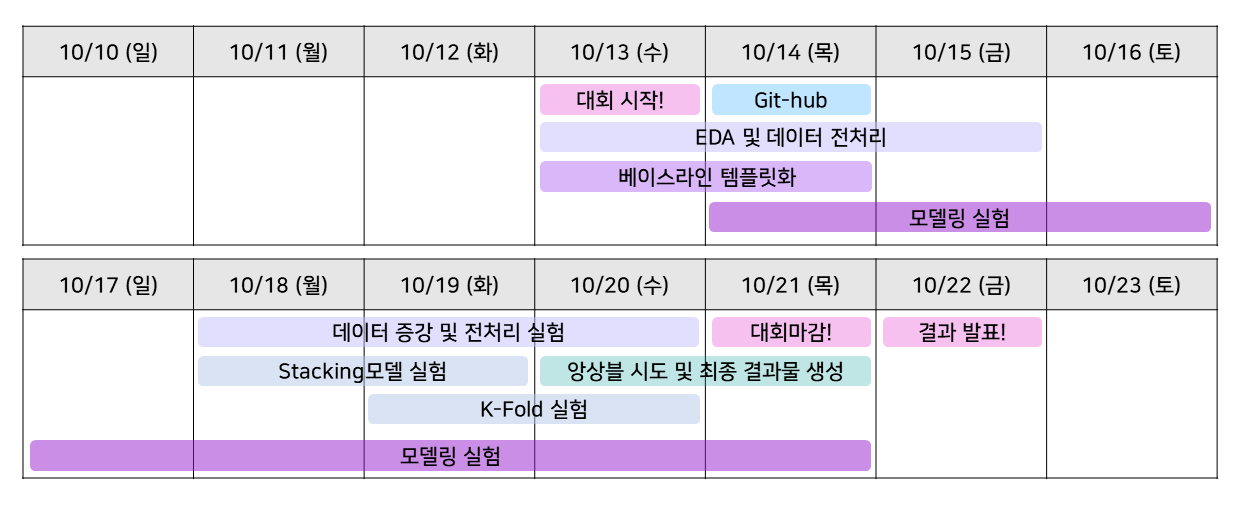 10/10 (일)
10/11 (월)
10/12 (화)
10/13 (수)
10/14 (목)
10/15 (금)
10/16 (토)
대회 시작!
Git-hub
EDA 및 데이터 전처리
베이스라인 템플릿화
모델링 실험
10/17 (일)
10/18 (월)
10/19 (화)
10/20 (수)
10/21 (목)
10/22 (금)
10/23 (토)
데이터 증강 및 전처리 실험
대회마감!
결과 발표!
Stacking모델 실험
앙상블 시도 및 최종 결과물 생성
K-Fold 실험
모델링 실험